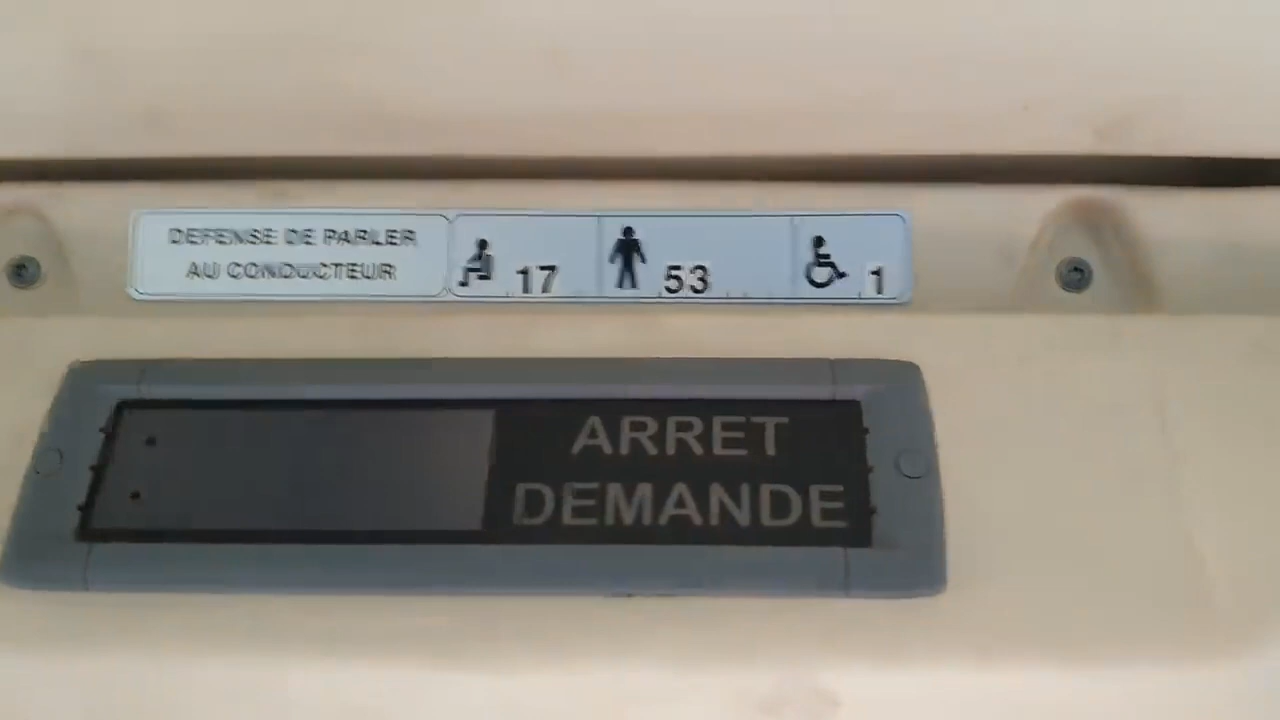 DEFENSE DE PARLER
AU CONDUCTEUR
17
53
1
ARRET
DEMANDE